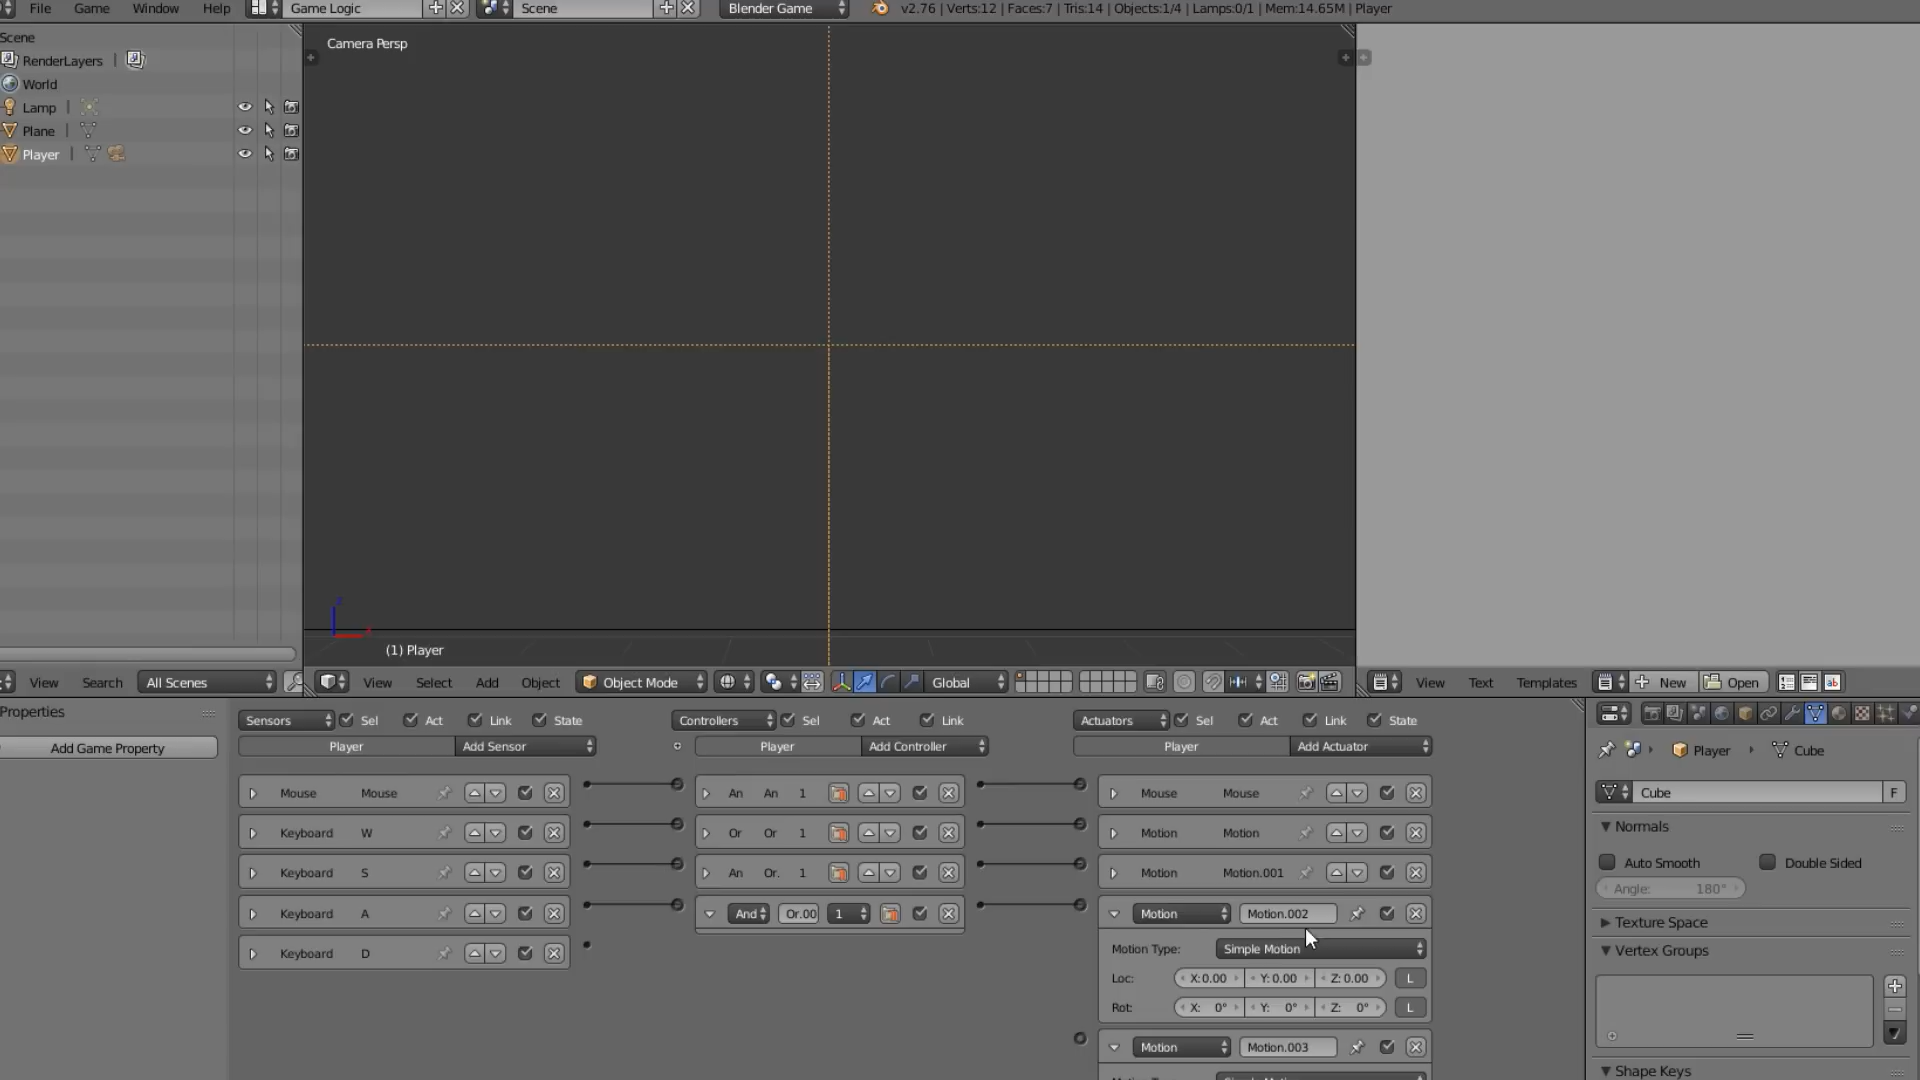 File Game Window Help Game Logic Scene Blender Game v2.76 | Verts:12 | Faces:7 | Tris:14 | Objects:1/4 | Lamps:0/1 | Mem:14.65M | Player
Scene
RenderLayers |
World
Lamp |
Plane |
Player |
Camera Persp
(1) Player
View Search All Scenes
View Select Add Object Object Mode Global
View Text Templates New Open
Properties
Add Game Property
Sensors Sel Act Link State
Player Add Sensor
Mouse Mouse
Keyboard W
Keyboard S
Keyboard A
Keyboard D
Controllers Sel Act Link
Player Add Controller
An An 1
Or Or 1
An Or. 1
And Or.00 1
Actuators Sel Act Link State
Player Add Actuator
Mouse Mouse
Motion Motion
Motion Motion.001
Motion Motion.002
Motion Type: Simple Motion
Loc: X:0.00 Y:0.00 Z:0.00 L
Rot: X: 0° Y: 0° Z: 0° L
Motion Motion.003
Player Cube
Cube F
Normals
Auto Smooth Double Sided
Angle: 180°
Texture Space
Vertex Groups
Shape Keys